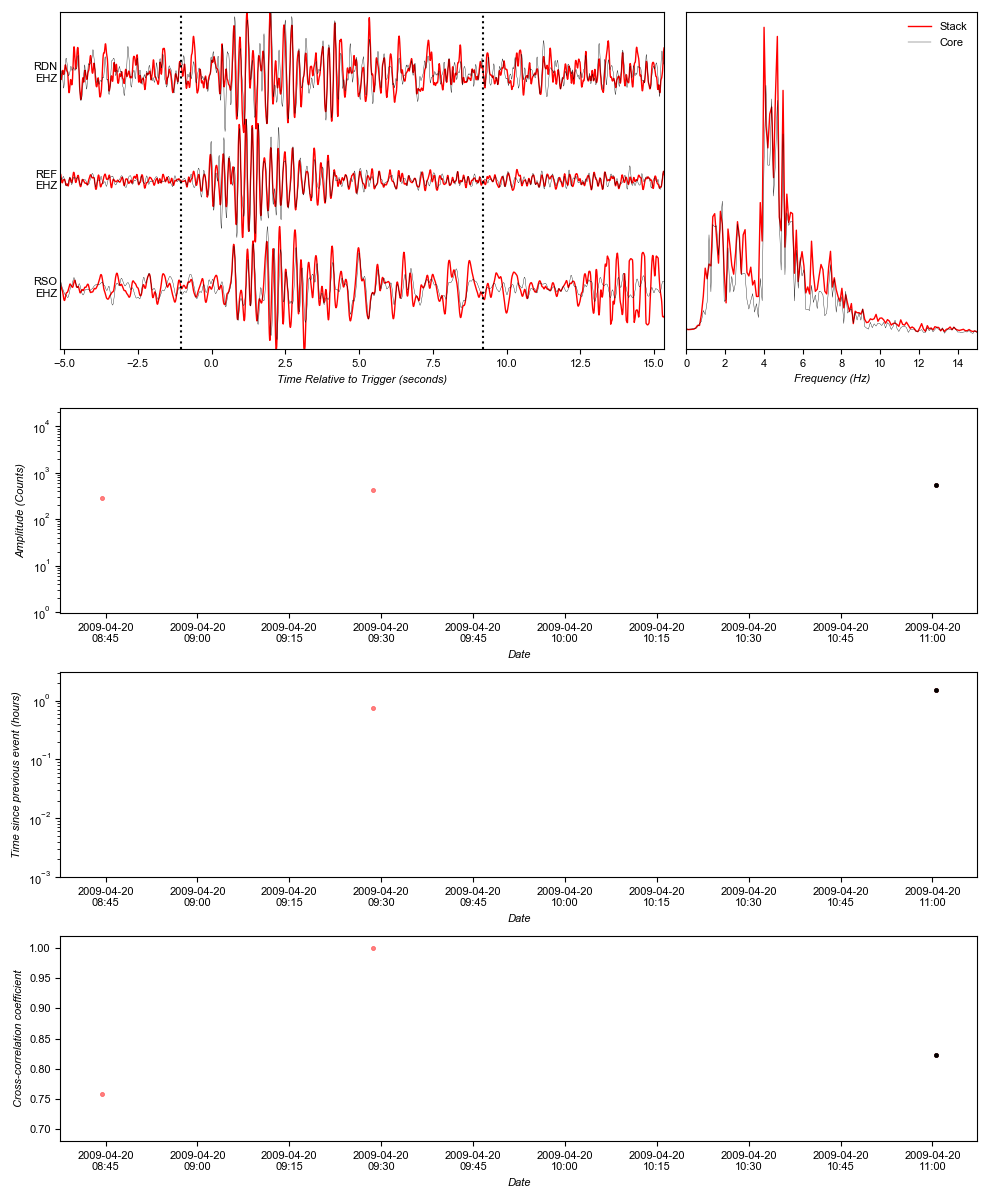 RDN
EHZ
REF
EHZ
RSO
EHZ
−5.0 −2.5 0.0 2.5 5.0 7.5 10.0 12.5 15.0
Time Relative to Trigger (seconds)
Stack
Core
0 2 4 6 8 10 12 14
Frequency (Hz)
10^4
10^3
10^2
10^1
10^0
Amplitude (Counts)
2009-04-20 2009-04-20 2009-04-20 2009-04-20 2009-04-20 2009-04-20 2009-04-20 2009-04-20 2009-04-20 2009-04-20
08:45 09:00 09:15 09:30 09:45 10:00 10:15 10:30 10:45 11:00
Date
10^0
10^−1
10^−2
10^−3
Time since previous event (hours)
2009-04-20 2009-04-20 2009-04-20 2009-04-20 2009-04-20 2009-04-20 2009-04-20 2009-04-20 2009-04-20 2009-04-20
08:45 09:00 09:15 09:30 09:45 10:00 10:15 10:30 10:45 11:00
Date
1.00
0.95
0.90
0.85
0.80
0.75
0.70
Cross-correlation coefficient
2009-04-20 2009-04-20 2009-04-20 2009-04-20 2009-04-20 2009-04-20 2009-04-20 2009-04-20 2009-04-20 2009-04-20
08:45 09:00 09:15 09:30 09:45 10:00 10:15 10:30 10:45 11:00
Date